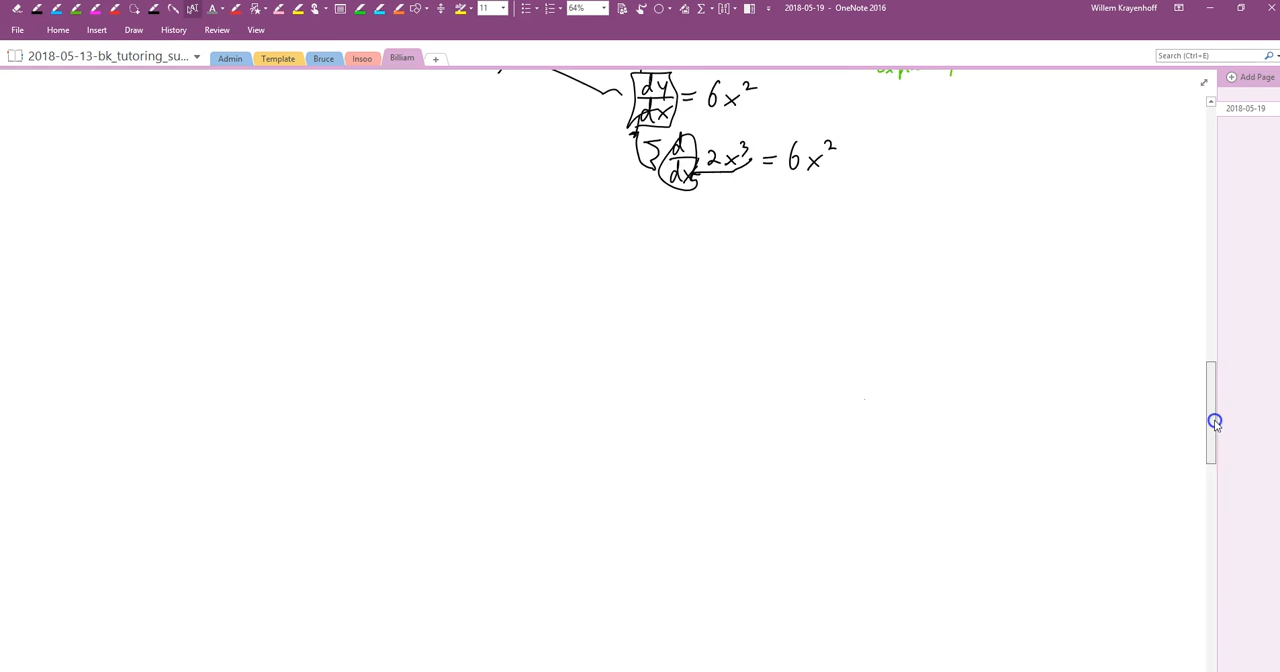 11
64%
2018-05-19 - OneNote 2016
Willem Krayenhoff
File Home Insert Draw History Review View
2018-05-13-bk_tutoring_su... Admin Template Bruce Insoo Billiam
Search (Ctrl+E)
Add Page
2018-05-19
dy/dx = 6x²
d/dx 2x³ = 6x²